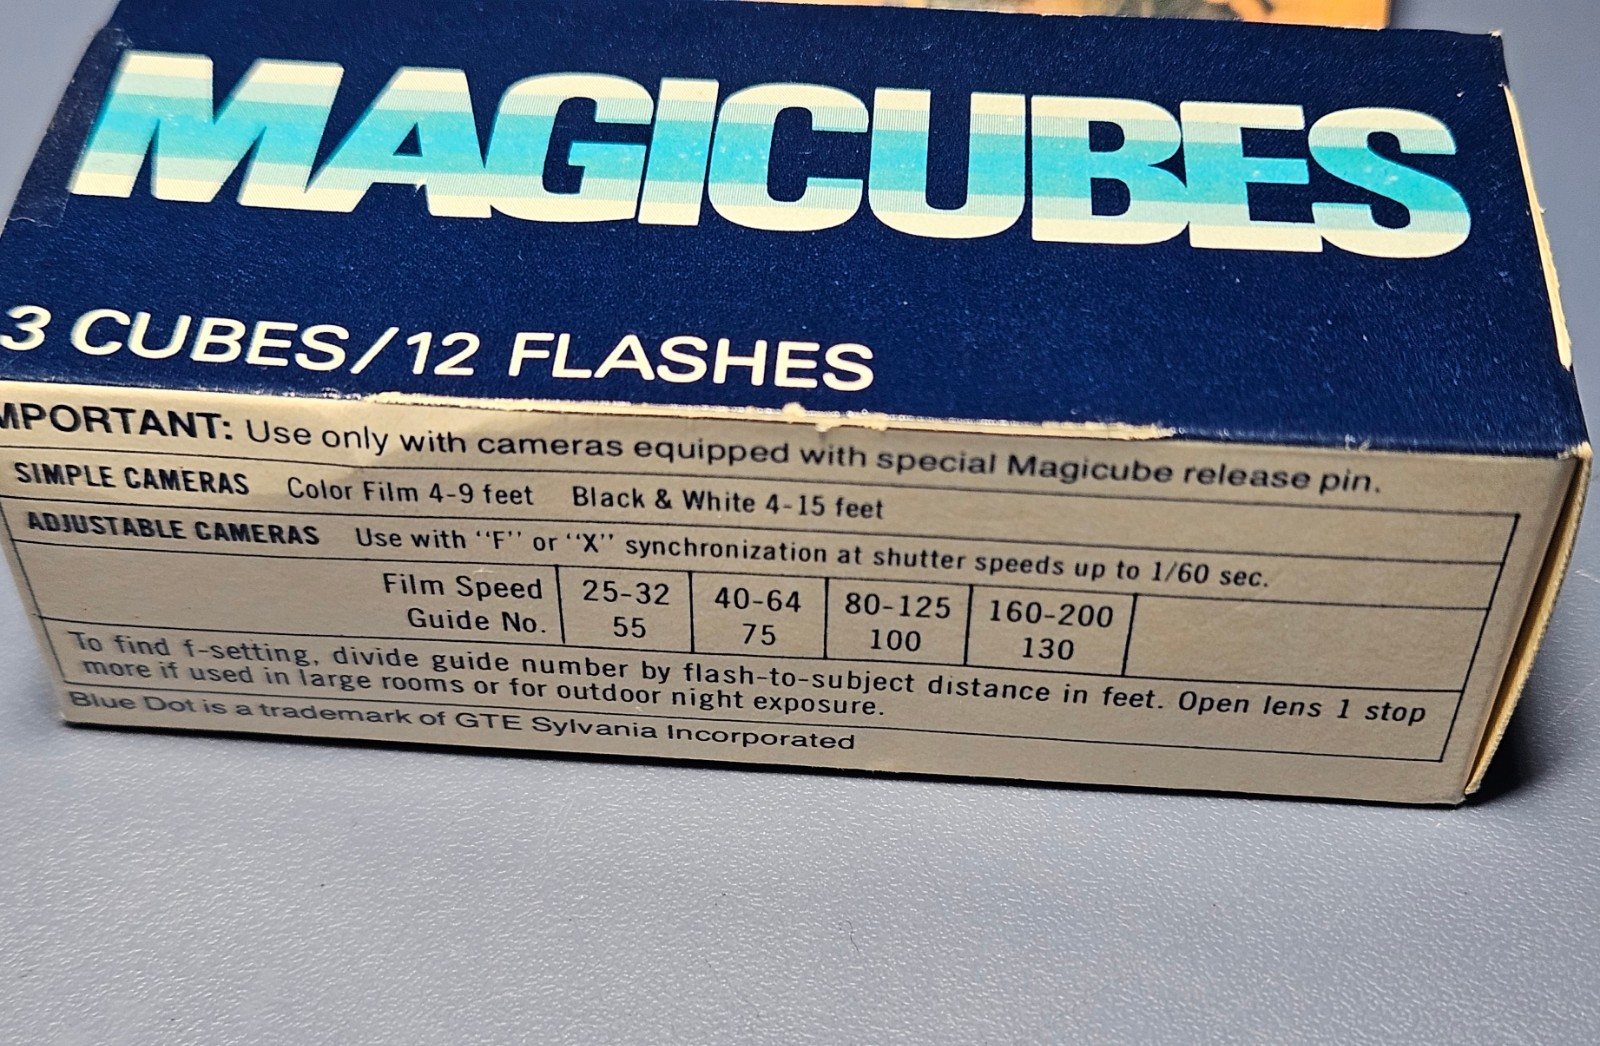 MAGICUBES
3 CUBES/12 FLASHES
MPORTANT: Use only with cameras equipped with special Magicube release pin.
SIMPLE CAMERAS Color Film 4-9 feet Black & White 4-15 feet
ADJUSTABLE CAMERAS Use with "F" or "X" synchronization at shutter speeds up to 1/60 sec.
Film Speed 25-32 40-64 80-125 160-200
Guide No. 55 75 100 130
To find f-setting, divide guide number by flash-to-subject distance in feet. Open lens 1 stop
more if used in large rooms or for outdoor night exposure.
Blue Dot is a trademark of GTE Sylvania Incorporated